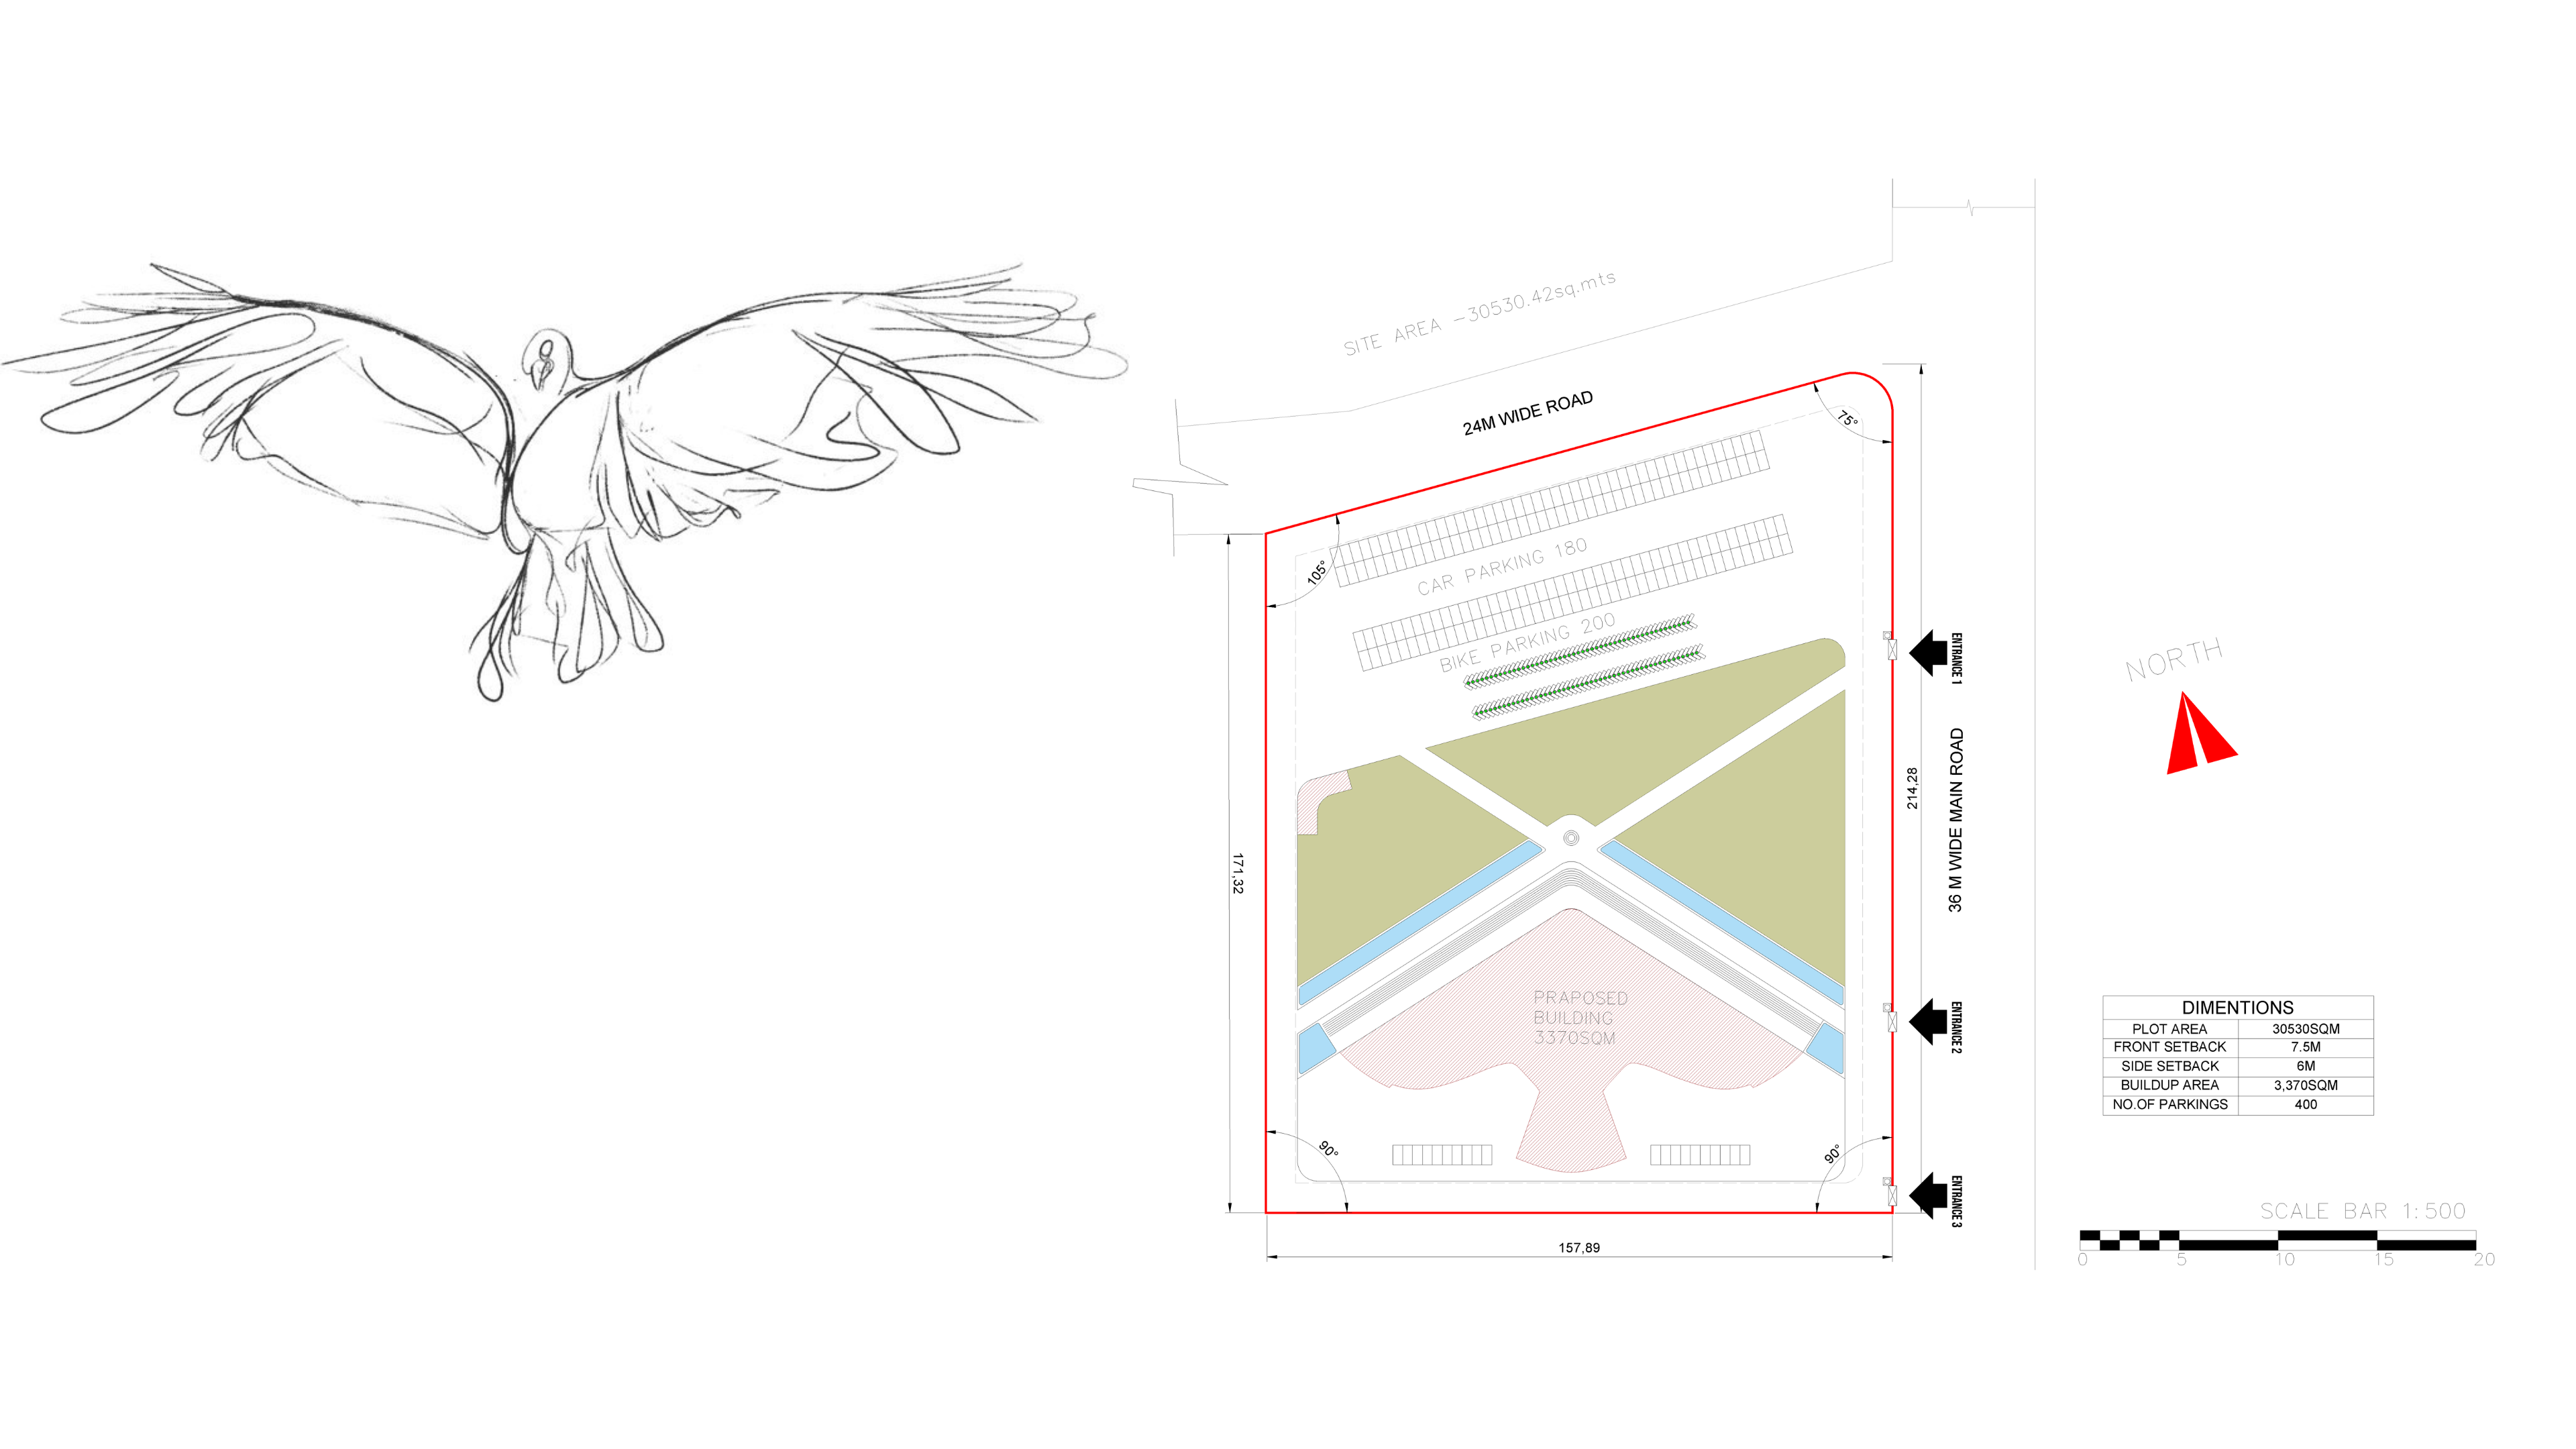 SITE AREA -30530.42sq.mts
24M WIDE ROAD
75°
105°
CAR PARKING 180
BIKE PARKING 200
ENTRANCE 1
NORTH
36 M WIDE MAIN ROAD
214,28
171,32
PRAPOSED
BUILDING
3370SQM
ENTRANCE 2
DIMENTIONS
PLOT AREA 30530SQM
FRONT SETBACK 7.5M
SIDE SETBACK 6M
BUILDUP AREA 3,370SQM
NO.OF PARKINGS 400
90°
90°
ENTRANCE 3
SCALE BAR 1:500
0 5 10 15 20
157,89